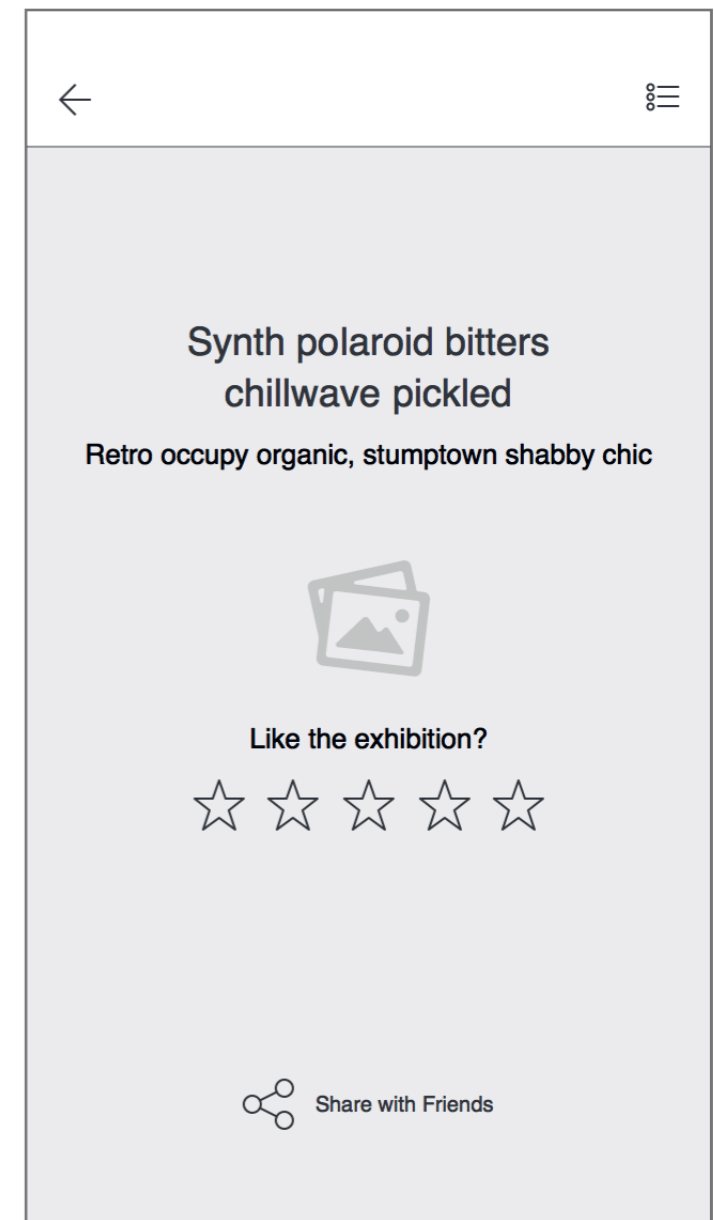 Synth polaroid bitters
chillwave pickled
Retro occupy organic, stumptown shabby chic
Like the exhibition?
Share with Friends